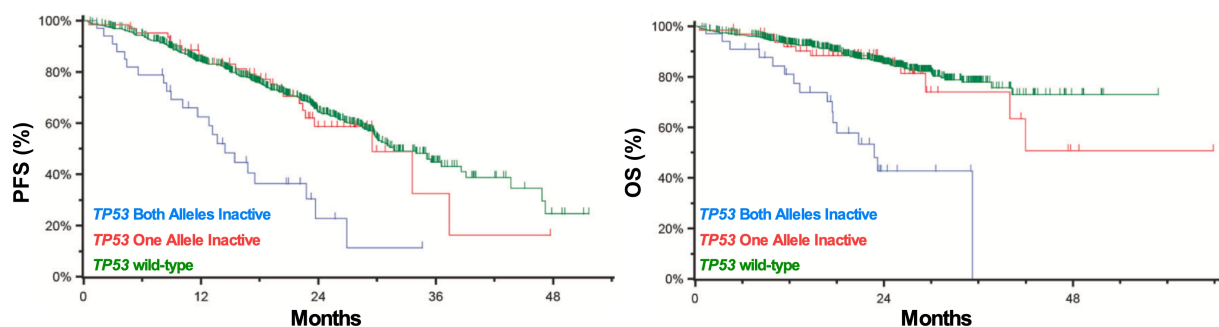 100%
80%
60%
40%
20%
0%
PFS (%)
TP53 Both Alleles Inactive
TP53 One Allele Inactive
TP53 wild-type
0 12 24 36 48
Months
100%
80%
60%
40%
20%
0%
OS (%)
TP53 Both Alleles Inactive
TP53 One Allele Inactive
TP53 wild-type
0 24 48
Months